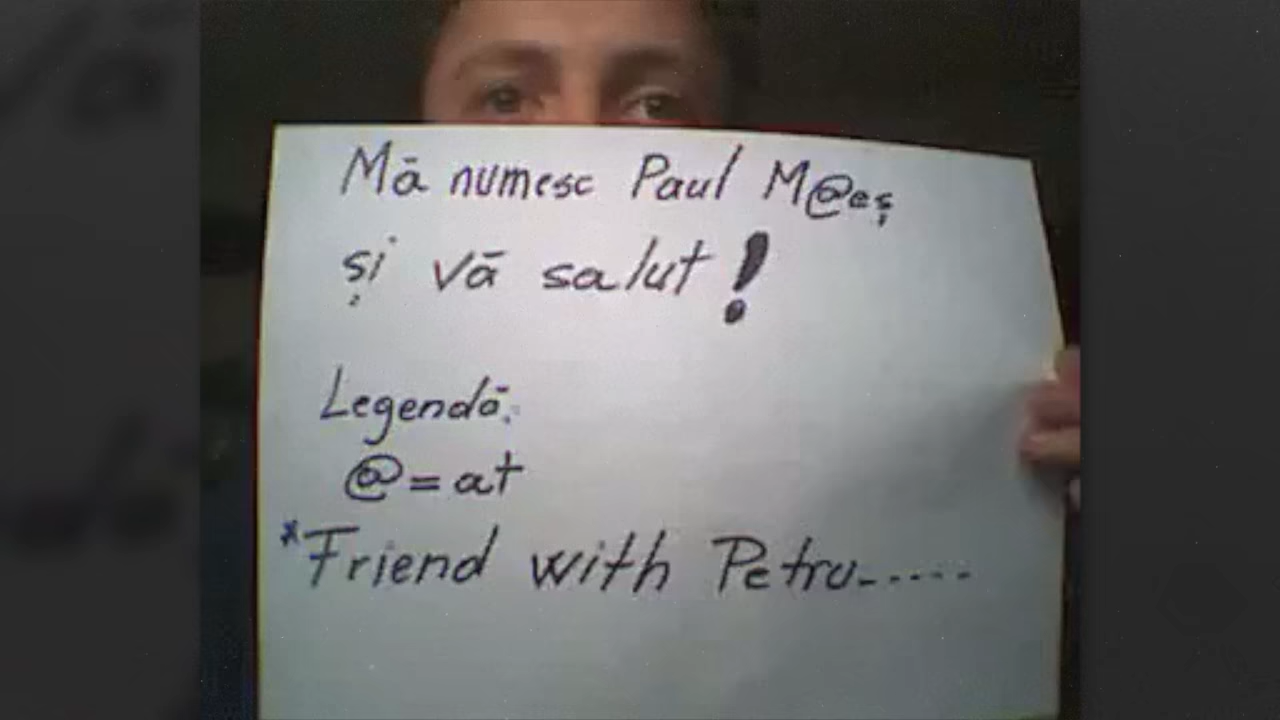 Mă numesc Paul M@eș
și vă salut!
Legendă:
@=at
*Friend with Petru-....